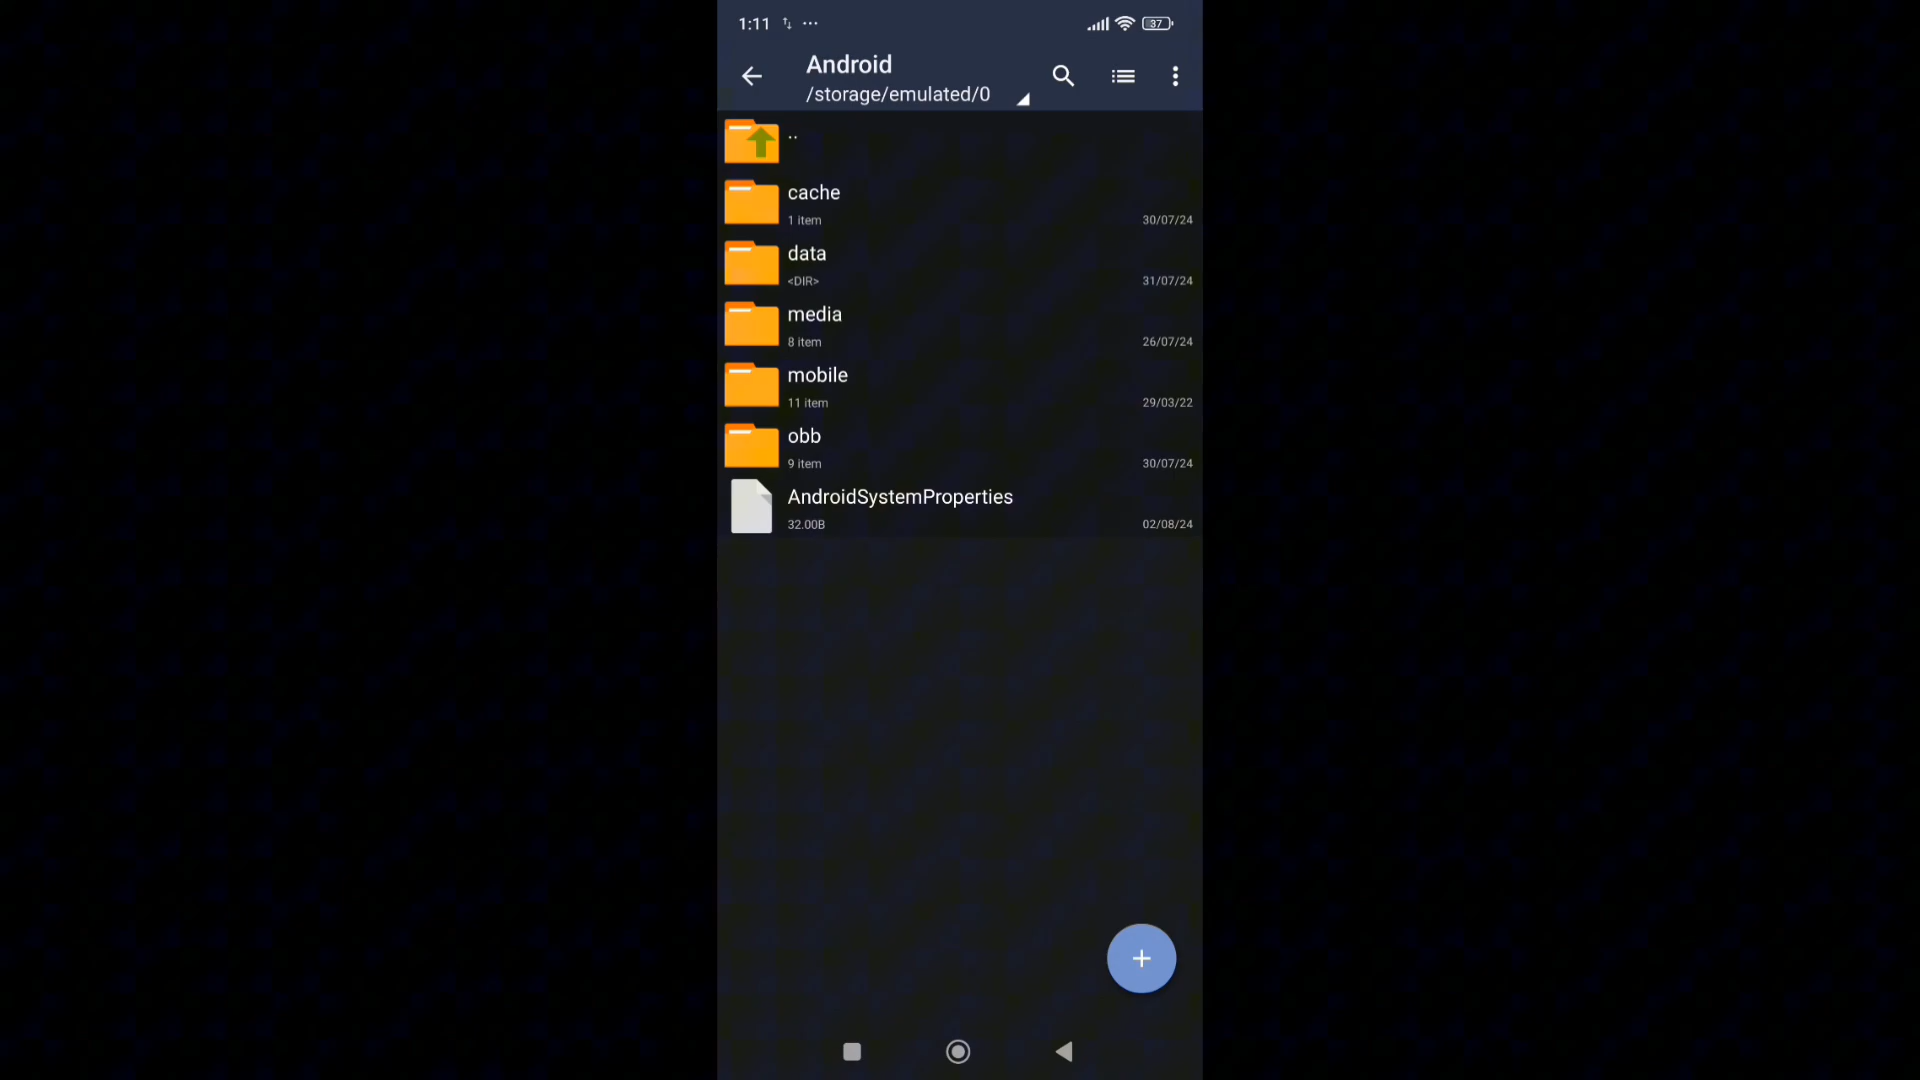 1:11 ...
37
Android
/storage/emulated/0
..
cache
1 item
30/07/24
data
<DIR>
31/07/24
media
8 item
26/07/24
mobile
11 item
29/03/22
obb
9 item
30/07/24
AndroidSystemProperties
32.00B
02/08/24